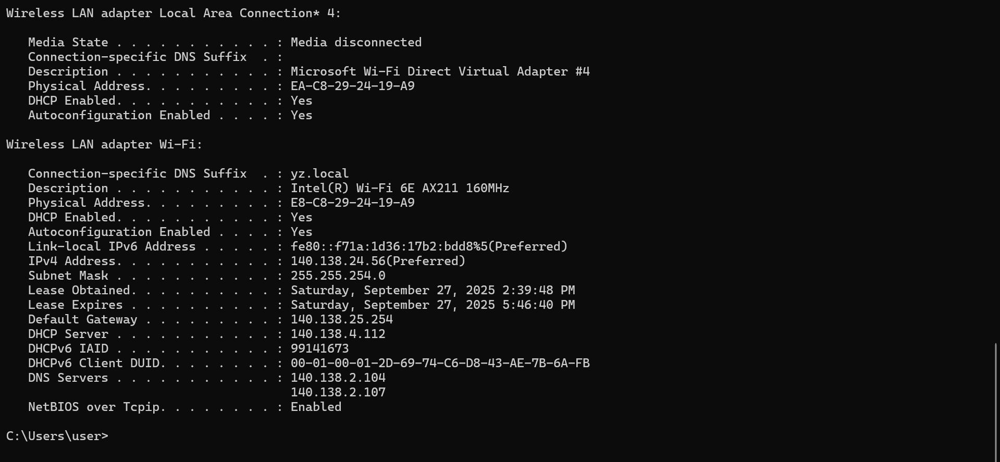 Wireless LAN adapter Local Area Connection* 4:
Media State . . . . . . . . . . . : Media disconnected
Connection-specific DNS Suffix  . :
Description . . . . . . . . . . . : Microsoft Wi-Fi Direct Virtual Adapter #4
Physical Address. . . . . . . . . : EA-C8-29-24-19-A9
DHCP Enabled. . . . . . . . . . . : Yes
Autoconfiguration Enabled . . . . : Yes
Wireless LAN adapter Wi-Fi:
Connection-specific DNS Suffix  . : yz.local
Description . . . . . . . . . . . : Intel(R) Wi-Fi 6E AX211 160MHz
Physical Address. . . . . . . . . : E8-C8-29-24-19-A9
DHCP Enabled. . . . . . . . . . . : Yes
Autoconfiguration Enabled . . . . : Yes
Link-local IPv6 Address . . . . . : fe80::f71a:1d36:17b2:bdd8%5(Preferred)
IPv4 Address. . . . . . . . . . . : 140.138.24.56(Preferred)
Subnet Mask . . . . . . . . . . . : 255.255.254.0
Lease Obtained. . . . . . . . . . : Saturday, September 27, 2025 2:39:48 PM
Lease Expires . . . . . . . . . . : Saturday, September 27, 2025 5:46:40 PM
Default Gateway . . . . . . . . . : 140.138.25.254
DHCP Server . . . . . . . . . . . : 140.138.4.112
DHCPv6 IAID . . . . . . . . . . . : 99141673
DHCPv6 Client DUID. . . . . . . . : 00-01-00-01-2D-69-74-C6-D8-43-AE-7B-6A-FB
DNS Servers . . . . . . . . . . . : 140.138.2.104
140.138.2.107
NetBIOS over Tcpip. . . . . . . . : Enabled
C:\Users\user>